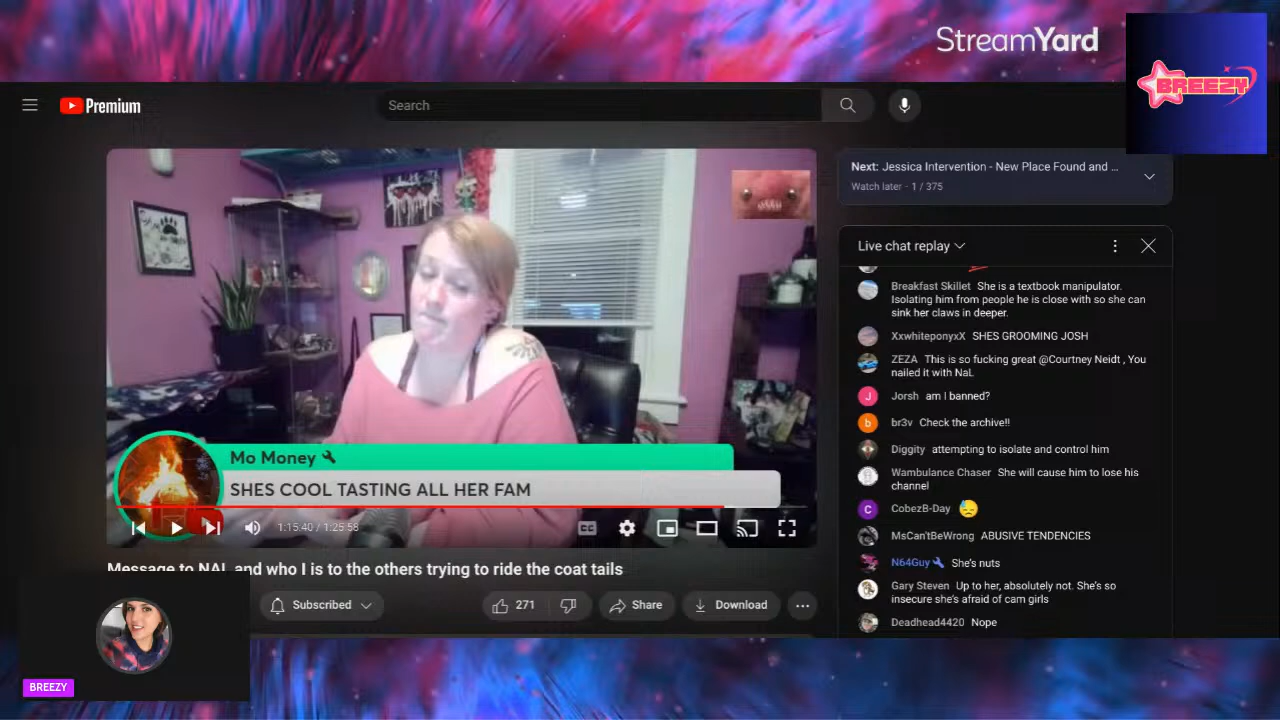 StreamYard
BREEZY
Premium
Search
Next: Jessica Intervention - New Place Found and ...
Watch later - 1 / 375
Live chat replay
Breakfast Skillet She is a textbook manipulator.
Isolating him from people he is close with so she can
sink her claws in deeper.
XxwhiteponyxX SHES GROOMING JOSH
ZEZA This is so fucking great @Courtney Neidt , You
nailed it with NaL
J Jorsh am I banned?
b br3v Check the archive!!
Diggity attempting to isolate and control him
Wambulance Chaser She will cause him to lose his
channel
C CobezB-Day 😓
MsCan'tBeWrong ABUSIVE TENDENCIES
N64Guy She's nuts
Gary Steven Up to her, absolutely not. She's so
insecure she's afraid of cam girls
Deadhead4420 Nope
Mo Money
SHES COOL TASTING ALL HER FAM
1:15:40 / 1:25:58
CC
Message to NAL and who I is to the others trying to ride the coat tails
Subscribed
271
Share
Download
BREEZY